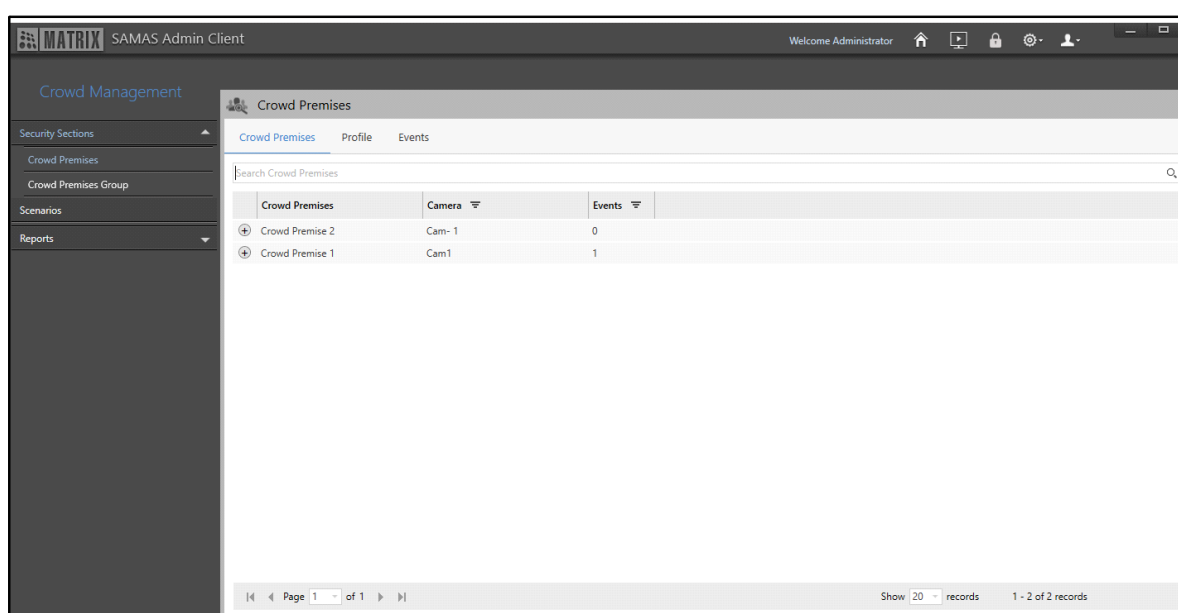 MATRIX SAMAS Admin Client
Welcome Administrator
Crowd Management
Security Sections
Crowd Premises
Crowd Premises Group
Scenarios
Reports
Crowd Premises
Crowd Premises Profile Events
Search Crowd Premises
Crowd Premises Camera Events
Crowd Premise 2 Cam- 1 0
Crowd Premise 1 Cam1 1
Page 1 of 1 Show 20 records 1 - 2 of 2 records